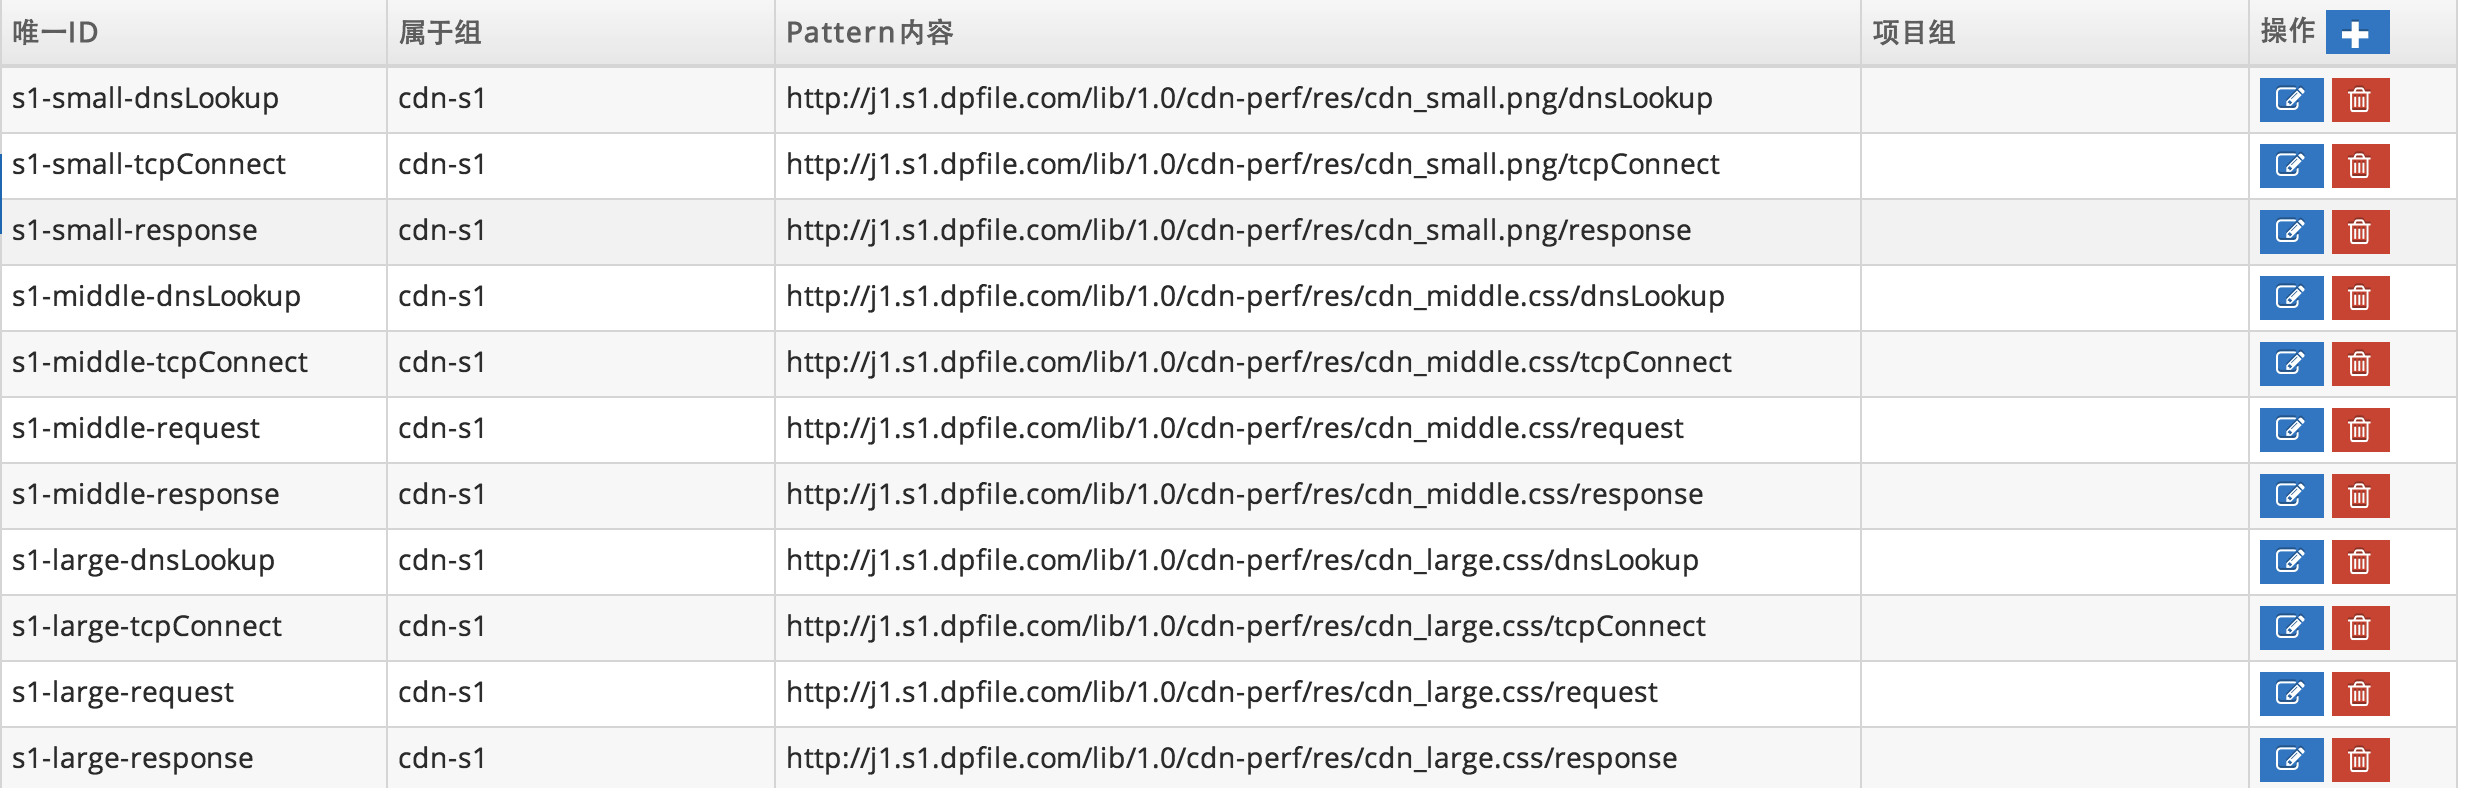 唯一ID 属于组 Pattern内容 项目组 操作
s1-small-dnsLookup cdn-s1 http://j1.s1.dpfile.com/lib/1.0/cdn-perf/res/cdn_small.png/dnsLookup
s1-small-tcpConnect cdn-s1 http://j1.s1.dpfile.com/lib/1.0/cdn-perf/res/cdn_small.png/tcpConnect
s1-small-response cdn-s1 http://j1.s1.dpfile.com/lib/1.0/cdn-perf/res/cdn_small.png/response
s1-middle-dnsLookup cdn-s1 http://j1.s1.dpfile.com/lib/1.0/cdn-perf/res/cdn_middle.css/dnsLookup
s1-middle-tcpConnect cdn-s1 http://j1.s1.dpfile.com/lib/1.0/cdn-perf/res/cdn_middle.css/tcpConnect
s1-middle-request cdn-s1 http://j1.s1.dpfile.com/lib/1.0/cdn-perf/res/cdn_middle.css/request
s1-middle-response cdn-s1 http://j1.s1.dpfile.com/lib/1.0/cdn-perf/res/cdn_middle.css/response
s1-large-dnsLookup cdn-s1 http://j1.s1.dpfile.com/lib/1.0/cdn-perf/res/cdn_large.css/dnsLookup
s1-large-tcpConnect cdn-s1 http://j1.s1.dpfile.com/lib/1.0/cdn-perf/res/cdn_large.css/tcpConnect
s1-large-request cdn-s1 http://j1.s1.dpfile.com/lib/1.0/cdn-perf/res/cdn_large.css/request
s1-large-response cdn-s1 http://j1.s1.dpfile.com/lib/1.0/cdn-perf/res/cdn_large.css/response